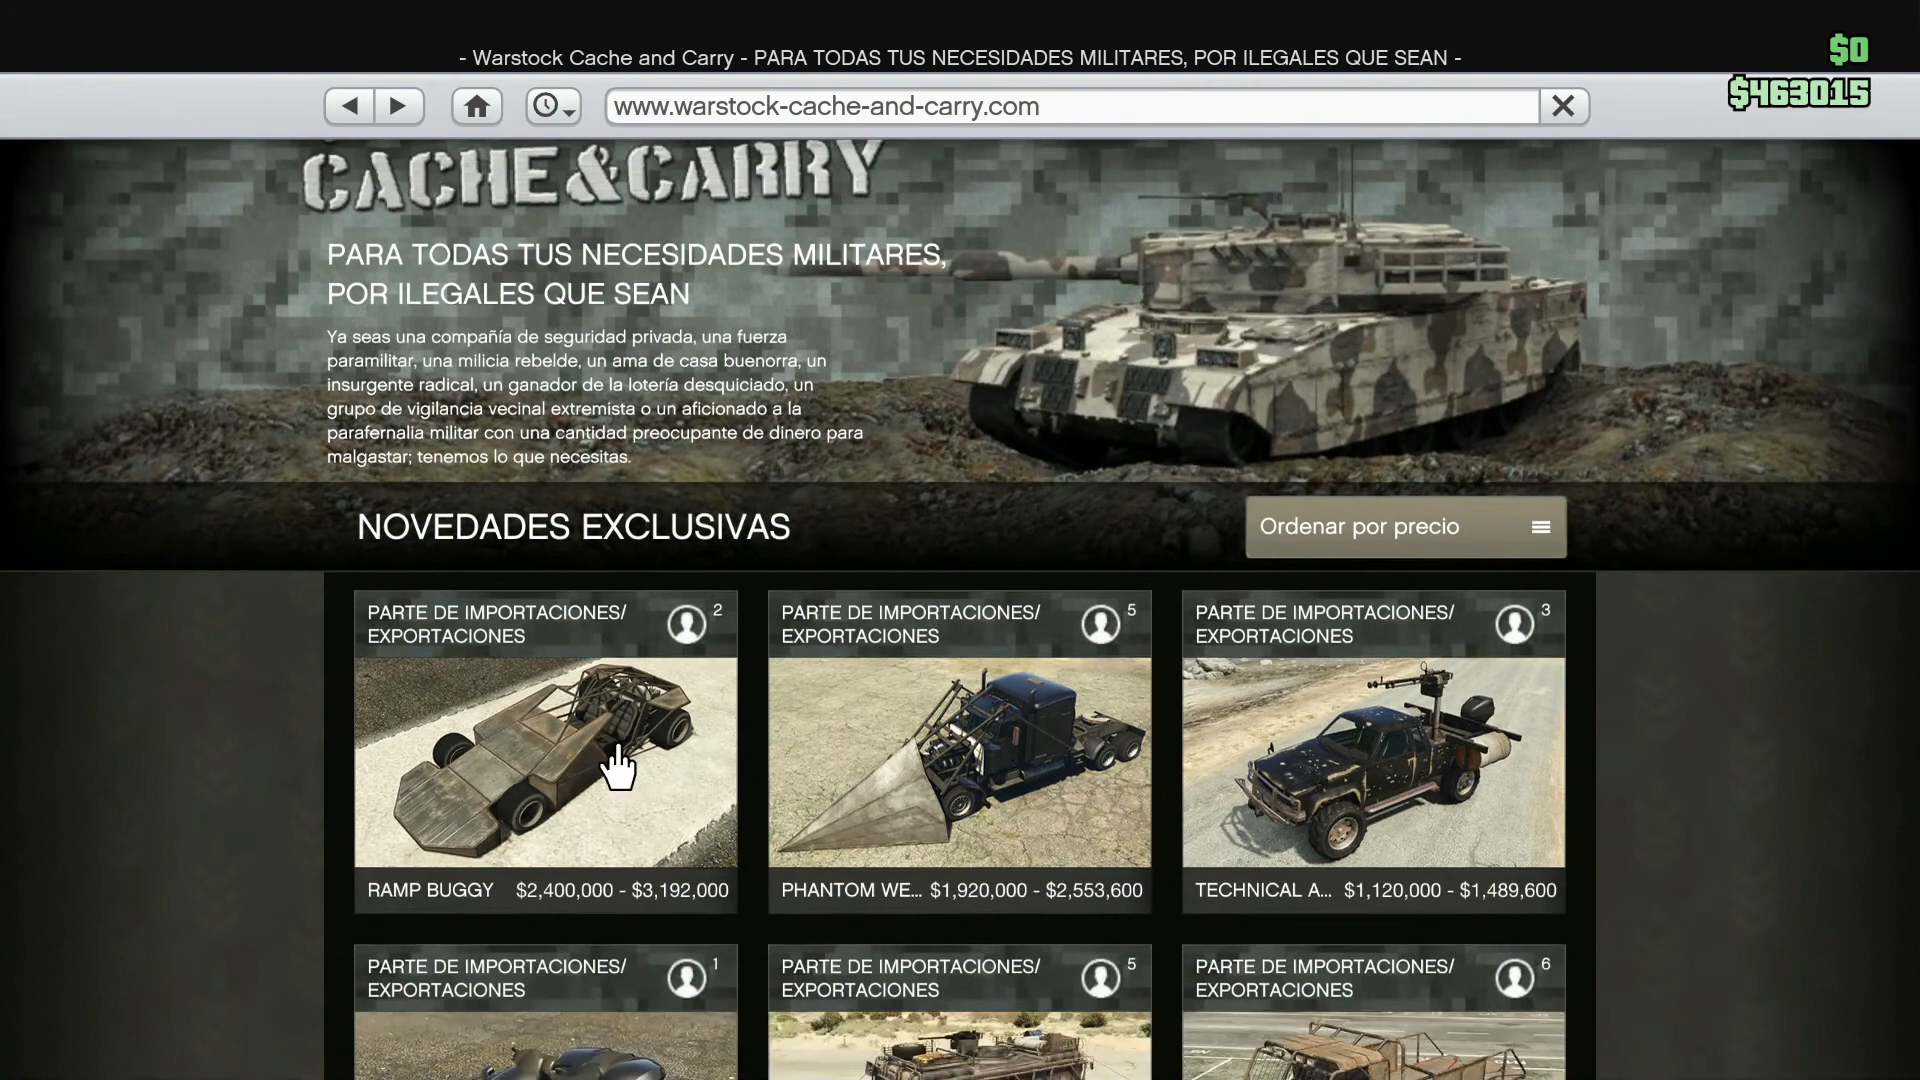 - Warstock Cache and Carry - PARA TODAS TUS NECESIDADES MILITARES, POR ILEGALES QUE SEAN -
$0
$463015
www.warstock-cache-and-carry.com
CACHE&CARRY
PARA TODAS TUS NECESIDADES MILITARES,
POR ILEGALES QUE SEAN
Ya seas una compañía de seguridad privada, una fuerza
paramilitar, una milicia rebelde, un ama de casa buenorra, un
insurgente radical, un ganador de la lotería desquiciado, un
grupo de vigilancia vecinal extremista o un aficionado a la
parafernalia militar con una cantidad preocupante de dinero para
malgastar; tenemos lo que necesitas.
NOVEDADES EXCLUSIVAS
Ordenar por precio
PARTE DE IMPORTACIONES/
EXPORTACIONES
2
RAMP BUGGY $2,400,000 - $3,192,000
PARTE DE IMPORTACIONES/
EXPORTACIONES
5
PHANTOM WE... $1,920,000 - $2,553,600
PARTE DE IMPORTACIONES/
EXPORTACIONES
3
TECHNICAL A... $1,120,000 - $1,489,600
PARTE DE IMPORTACIONES/
EXPORTACIONES
1
PARTE DE IMPORTACIONES/
EXPORTACIONES
5
PARTE DE IMPORTACIONES/
EXPORTACIONES
6